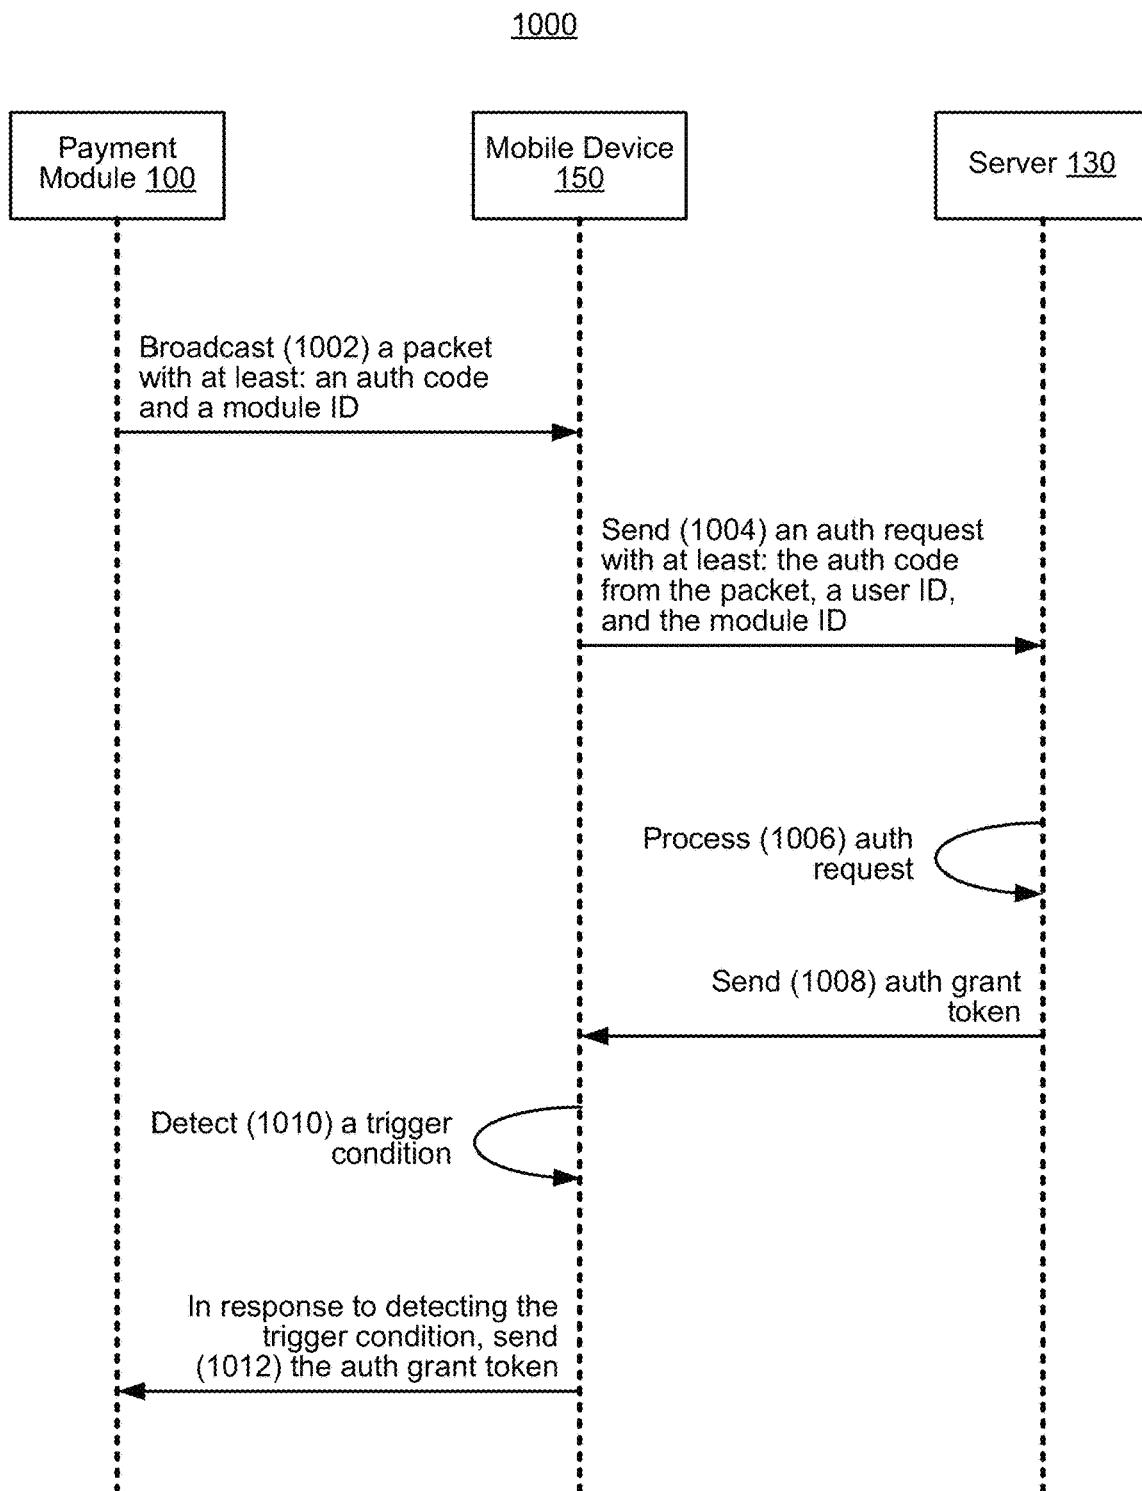 1000
Payment
Module 100
Mobile Device
150
Server 130
Broadcast (1002) a packet
with at least: an auth code
and a module ID
Send (1004) an auth request
with at least: the auth code
from the packet, a user ID,
and the module ID
Process (1006) auth
request
Send (1008) auth grant
token
Detect (1010) a trigger
condition
In response to detecting the
trigger condition, send
(1012) the auth grant token